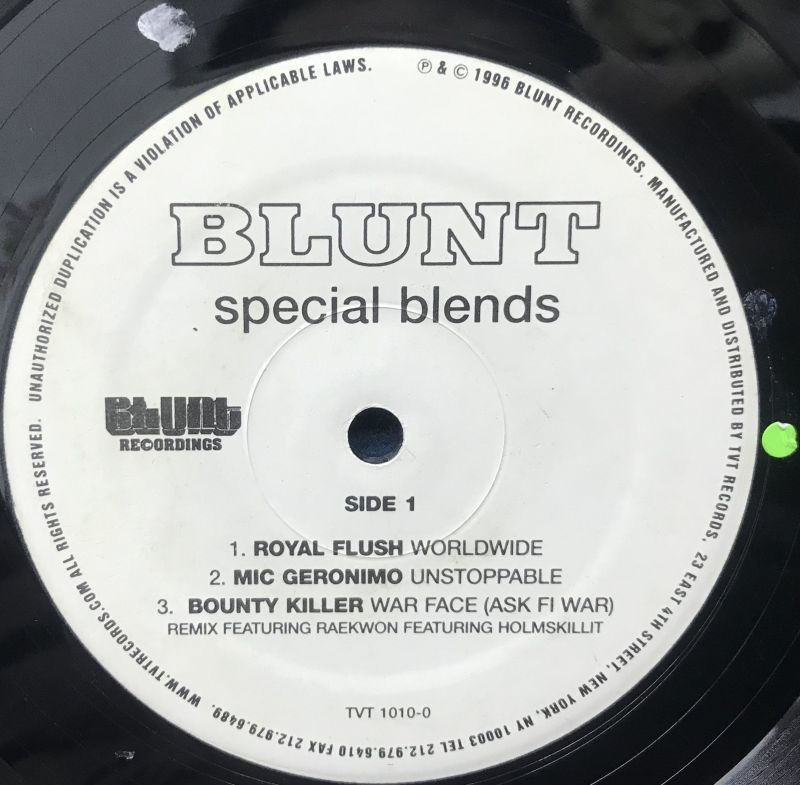 ℗ & © 1996 BLUNT RECORDINGS. MANUFACTURED AND DISTRIBUTED BY TVT RECORDS, 23 EAST 4TH STREET, NEW YORK, NY 10003 TEL 212.979.6410 FAX 212.979.6489. WWW.TVTRECORDS.COM ALL RIGHTS RESERVED. UNAUTHORIZED DUPLICATION IS A VIOLATION OF APPLICABLE LAWS.
BLUNT
special blends
BLUNT
RECORDINGS
SIDE 1
1. ROYAL FLUSH WORLDWIDE
2. MIC GERONIMO UNSTOPPABLE
3. BOUNTY KILLER WAR FACE (ASK FI WAR)
REMIX FEATURING RAEKWON FEATURING HOLMSKILLIT
TVT 1010-0